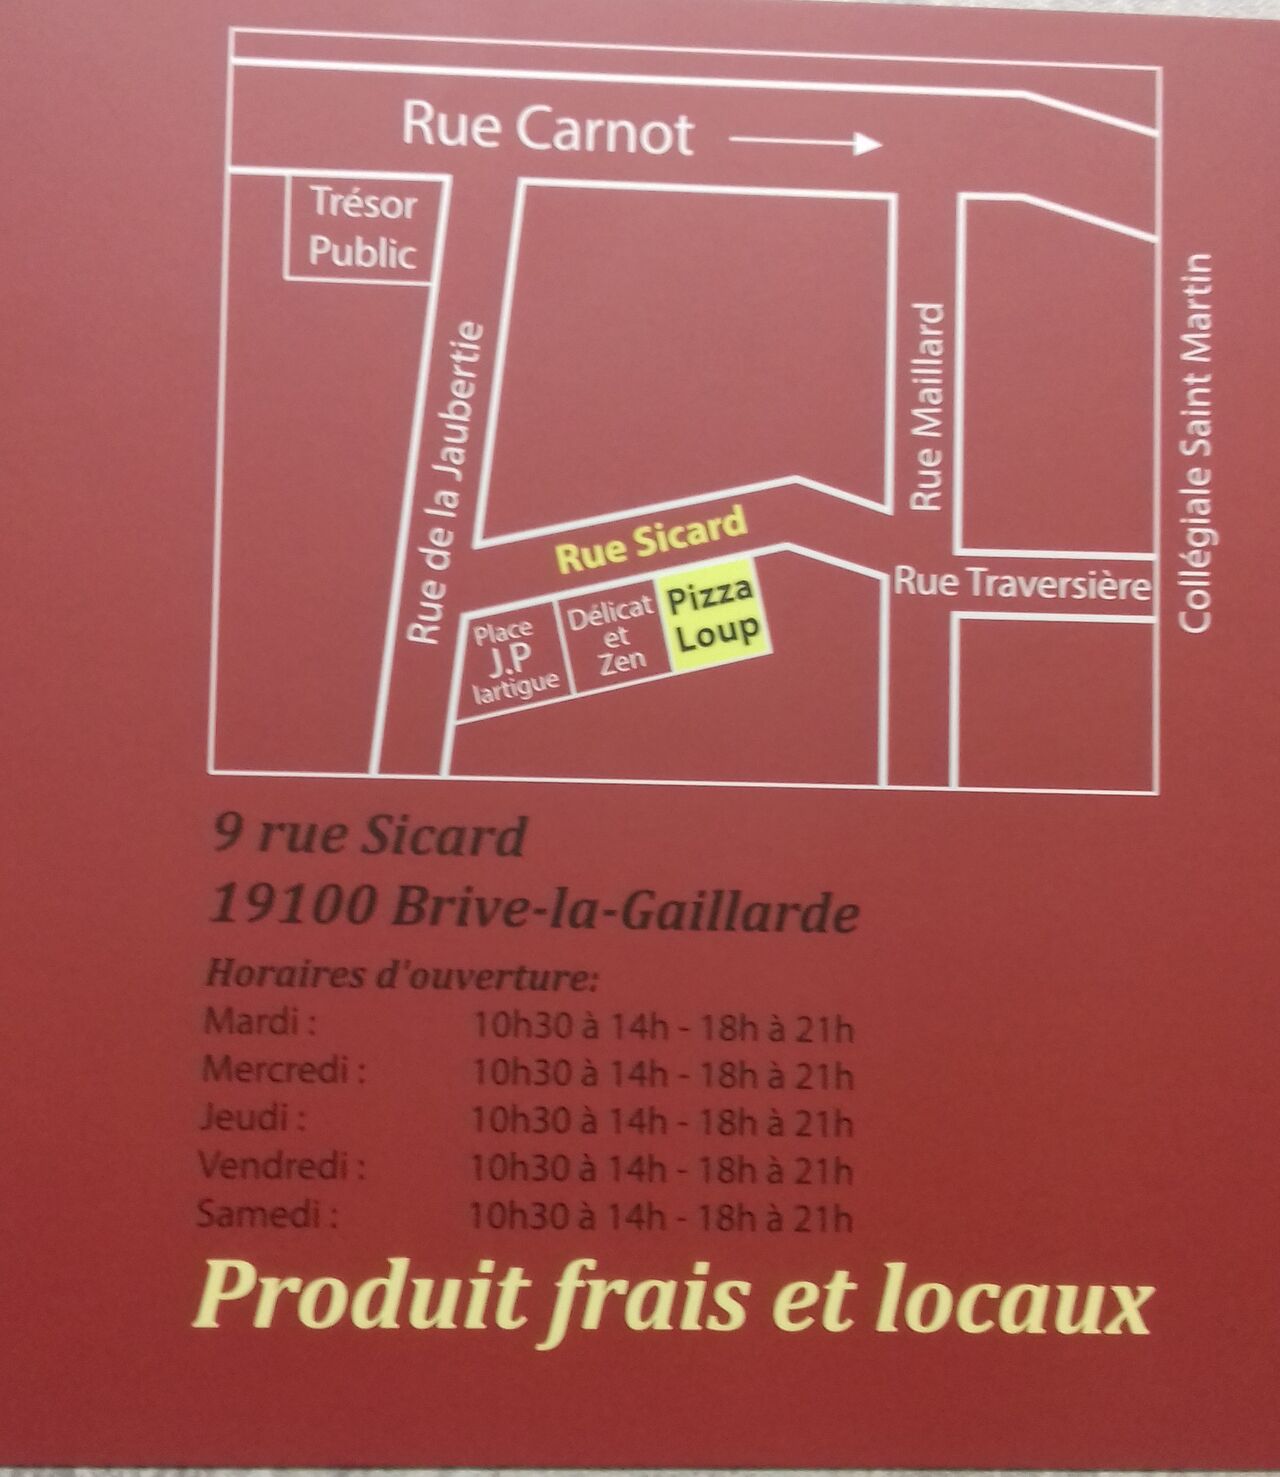 Rue Carnot
Trésor
Public
Rue de la Jaubertie
Rue Maillard
Collégiale Saint Martin
Rue Sicard
Rue Traversière
Place
J.P
lartigue
Délicat
et
Zen
Pizza
Loup
9 rue Sicard
19100 Brive-la-Gaillarde
Horaires d'ouverture:
Mardi : 10h30 à 14h - 18h à 21h
Mercredi : 10h30 à 14h - 18h à 21h
Jeudi : 10h30 à 14h - 18h à 21h
Vendredi : 10h30 à 14h - 18h à 21h
Samedi : 10h30 à 14h - 18h à 21h
Produit frais et locaux